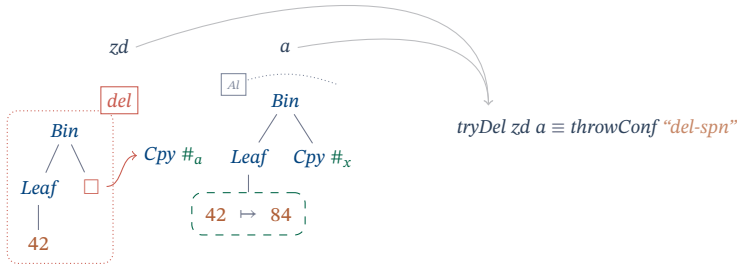 zd a
Al
del
Bin Bin
tryDel zd a ≡ throwConf “del-spn”
Cpy #a Leaf Cpy #x
Leaf
42 ↦ 84
42